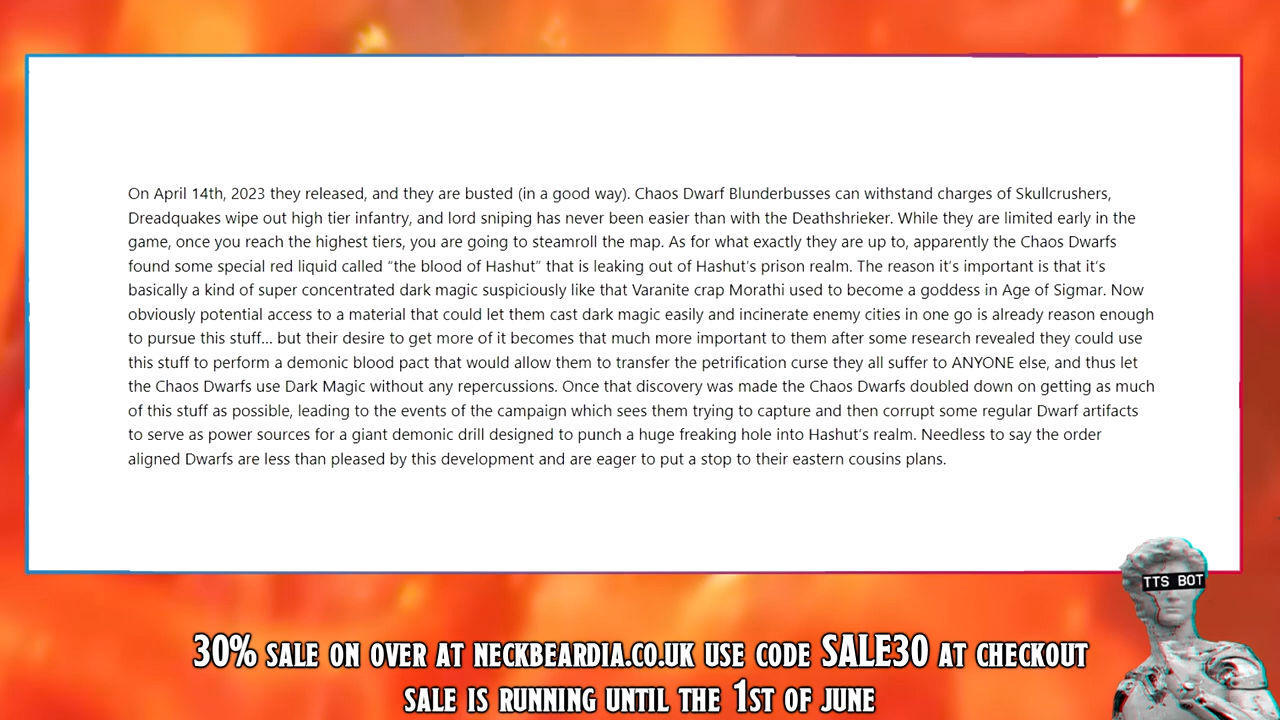 On April 14th, 2023 they released, and they are busted (in a good way). Chaos Dwarf Blunderbusses can withstand charges of Skullcrushers,
Dreadquakes wipe out high tier infantry, and lord sniping has never been easier than with the Deathshrieker. While they are limited early in the
game, once you reach the highest tiers, you are going to steamroll the map. As for what exactly they are up to, apparently the Chaos Dwarfs
found some special red liquid called “the blood of Hashut” that is leaking out of Hashut’s prison realm. The reason it’s important is that it’s
basically a kind of super concentrated dark magic suspiciously like that Varanite crap Morathi used to become a goddess in Age of Sigmar. Now
obviously potential access to a material that could let them cast dark magic easily and incinerate enemy cities in one go is already reason enough
to pursue this stuff... but their desire to get more of it becomes that much more important to them after some research revealed they could use
this stuff to perform a demonic blood pact that would allow them to transfer the petrification curse they all suffer to ANYONE else, and thus let
the Chaos Dwarfs use Dark Magic without any repercussions. Once that discovery was made the Chaos Dwarfs doubled down on getting as much
of this stuff as possible, leading to the events of the campaign which sees them trying to capture and then corrupt some regular Dwarf artifacts
to serve as power sources for a giant demonic drill designed to punch a huge freaking hole into Hashut’s realm. Needless to say the order
aligned Dwarfs are less than pleased by this development and are eager to put a stop to their eastern cousins plans.
TTS BOT
30% SALE ON OVER AT NECKBEARDIA.CO.UK USE CODE SALE30 AT CHECKOUT
SALE IS RUNNING UNTIL THE 1ST OF JUNE